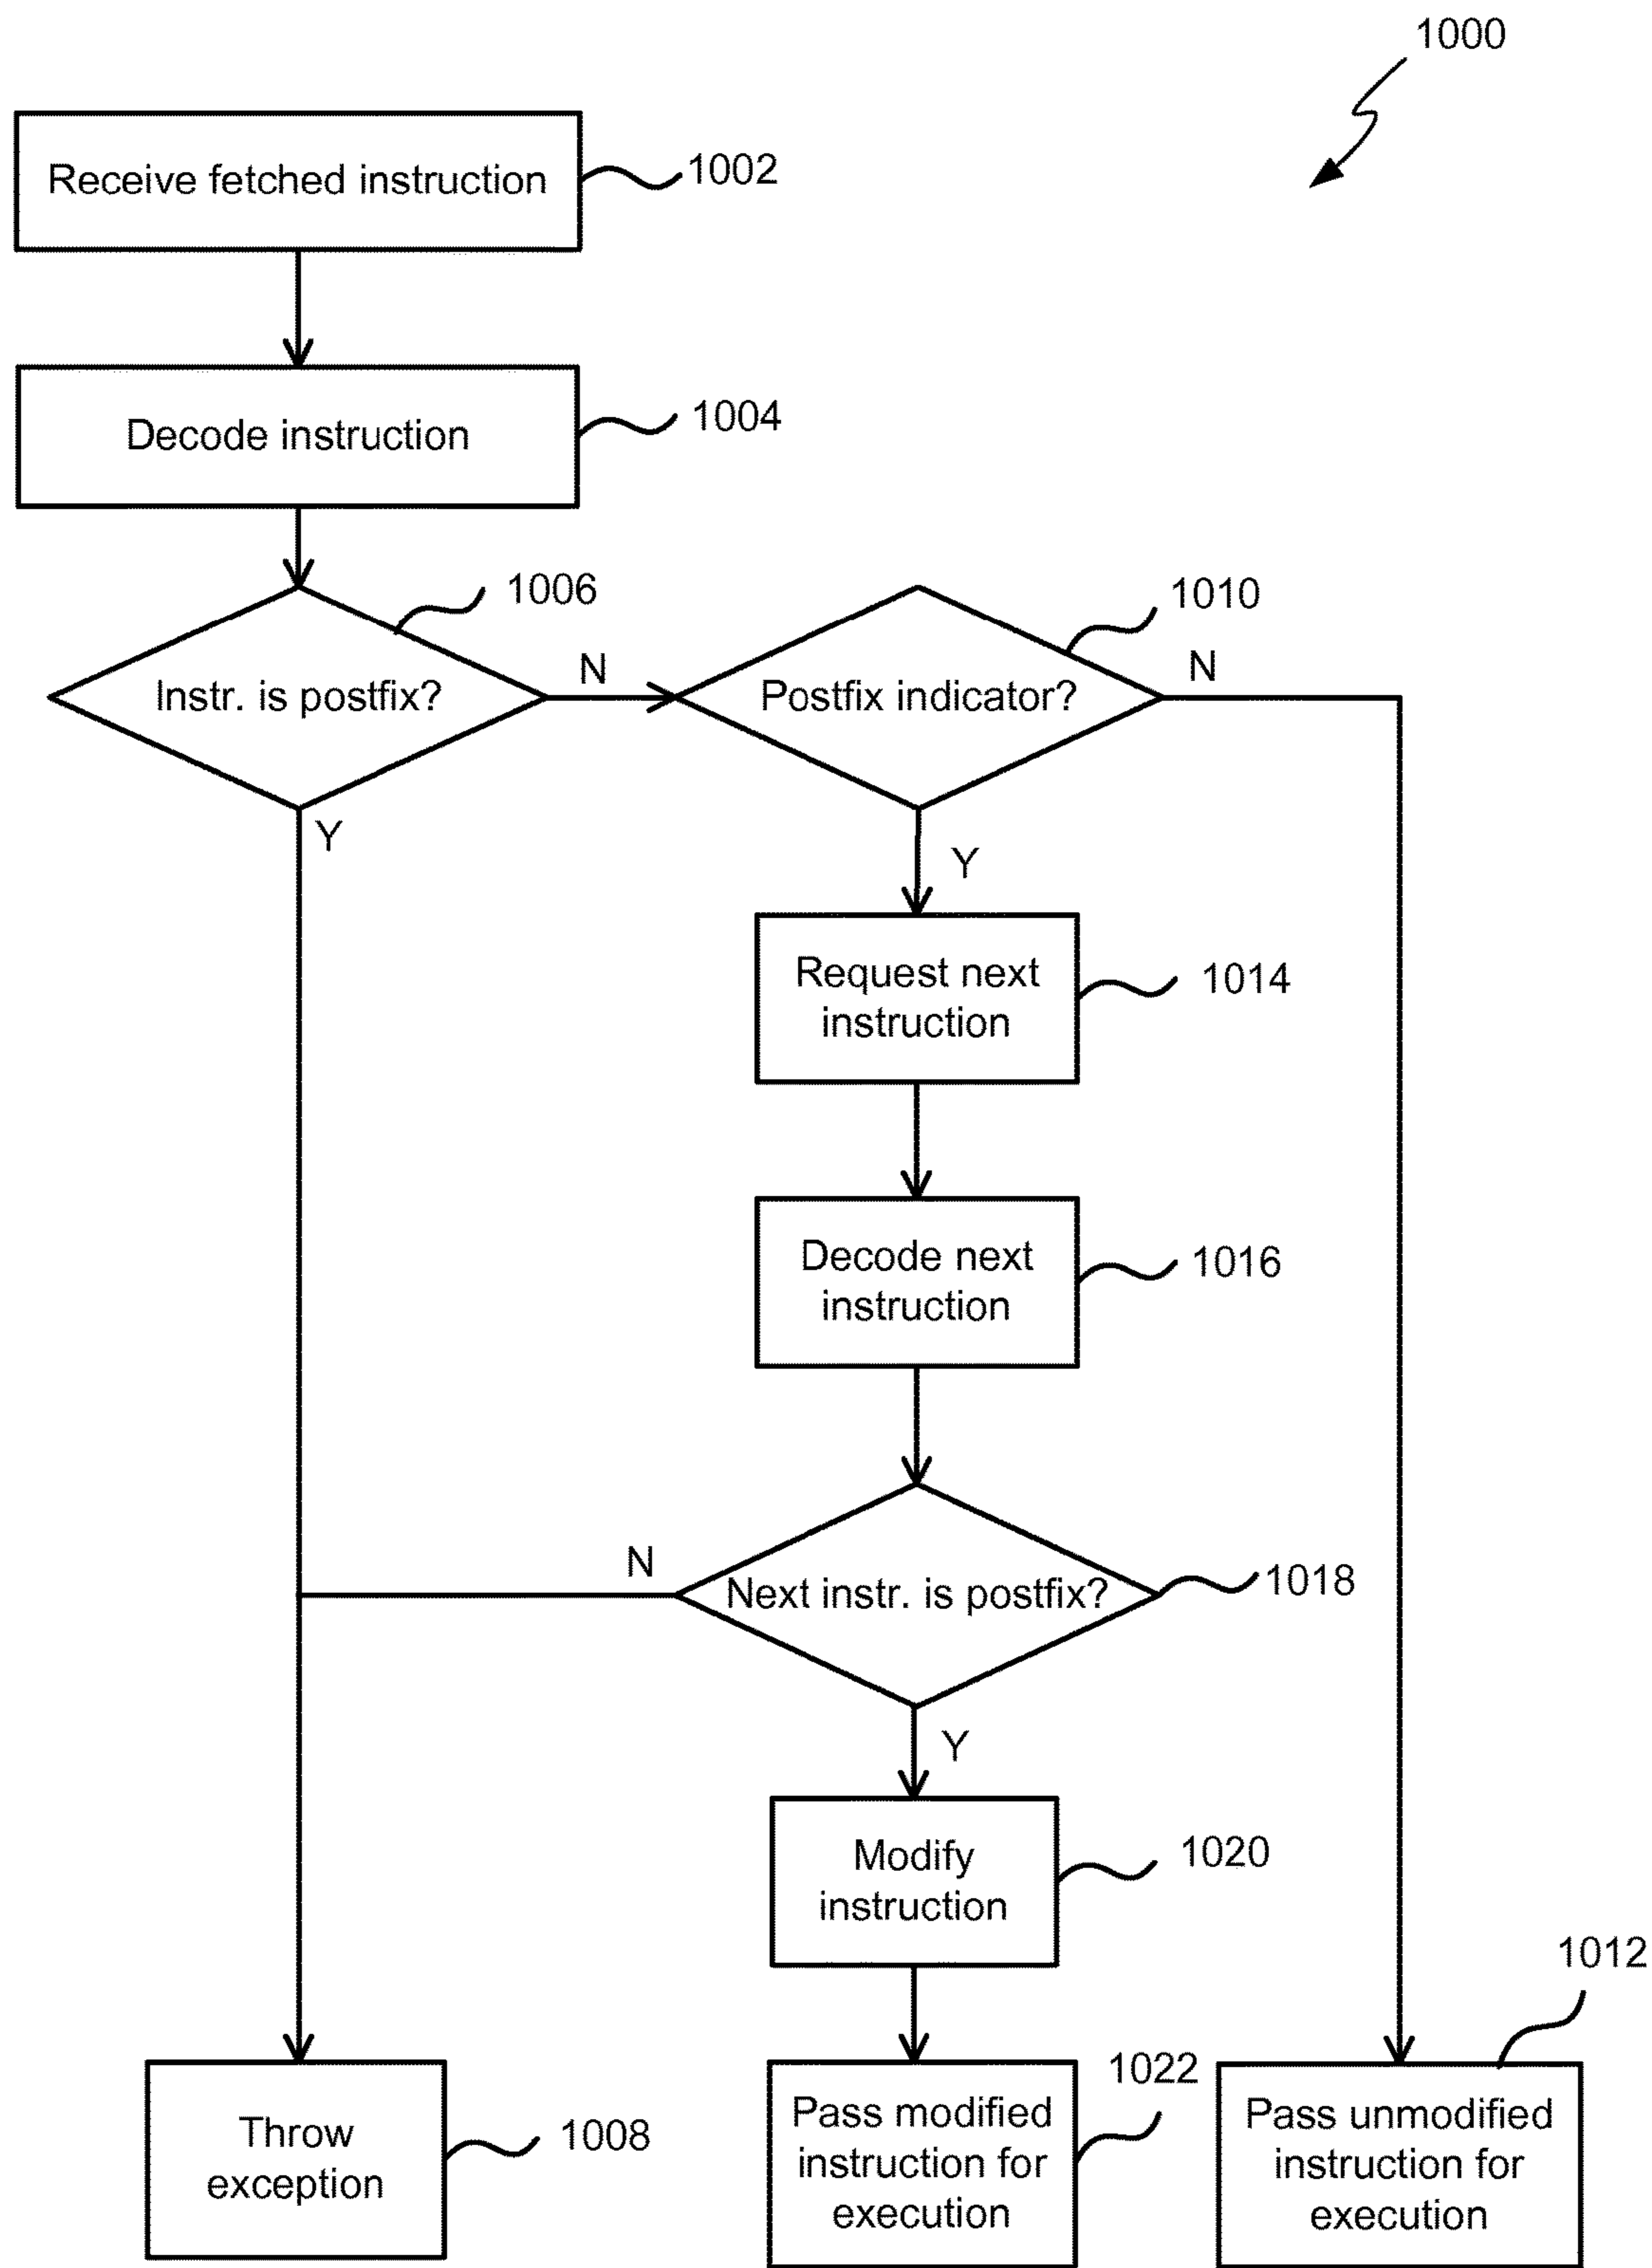 1000
Receive fetched instruction
1002
Decode instruction
1004
1006
1010
Instr. is postfix?
N
Postfix indicator?
N
Y
Y
Request next
instruction
1014
Decode next
instruction
1016
N
Next instr. is postfix?
1018
Y
Modify
instruction
1020
1012
Throw
exception
1008
Pass modified
instruction for
execution
1022
Pass unmodified
instruction for
execution